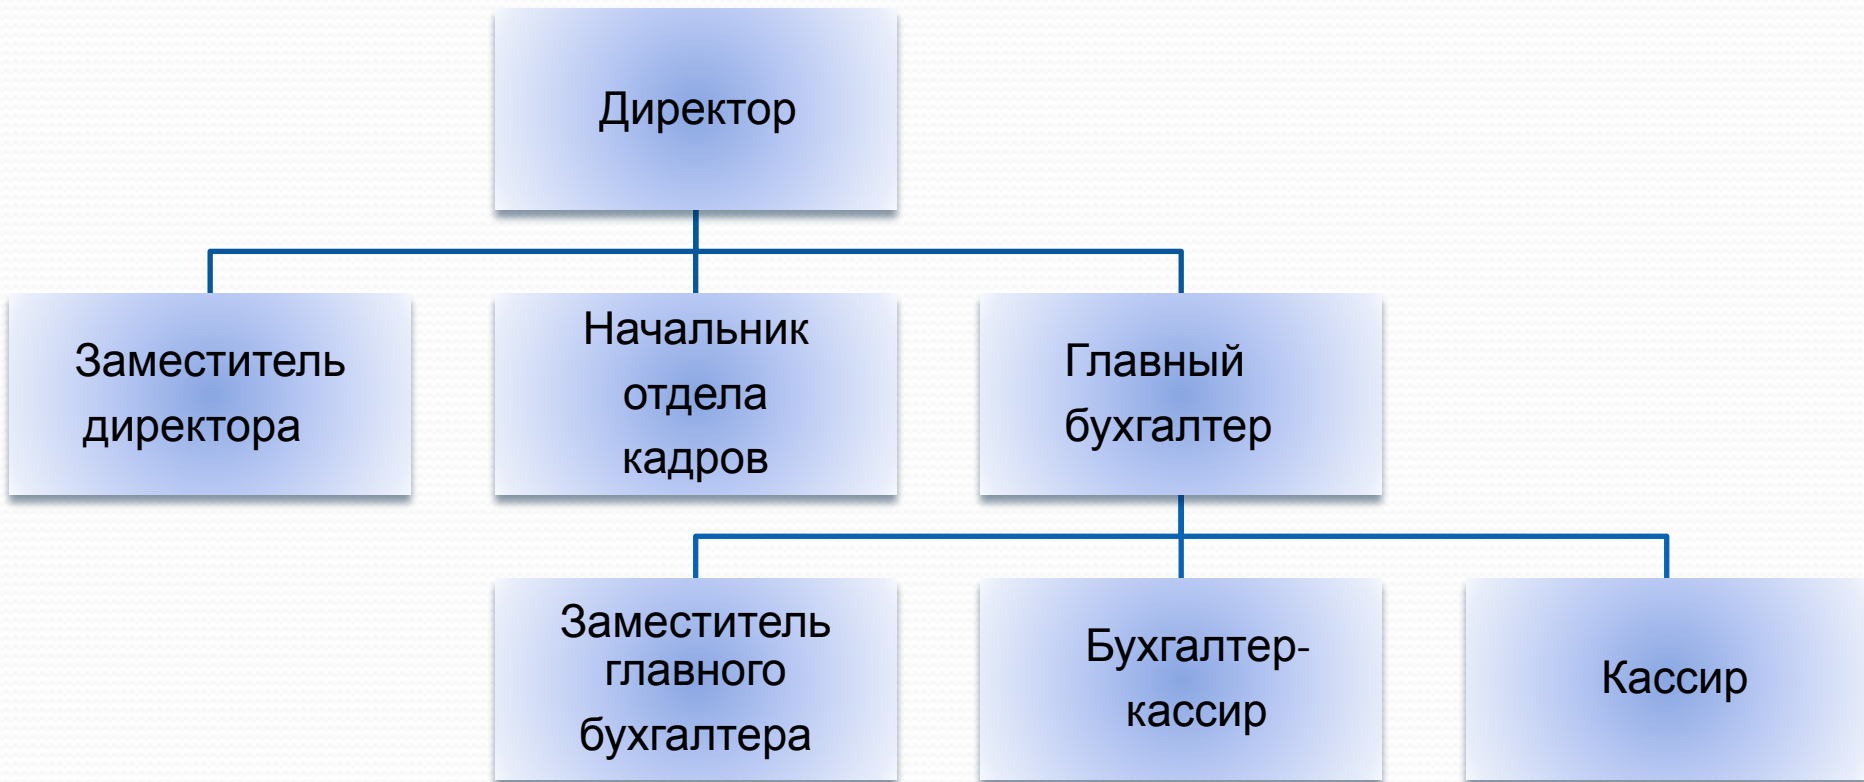 Директор
Заместитель
директора
Начальник
отдела
кадров
Главный
бухгалтер
Заместитель
главного
бухгалтера
Бухгалтер-
кассир
Кассир